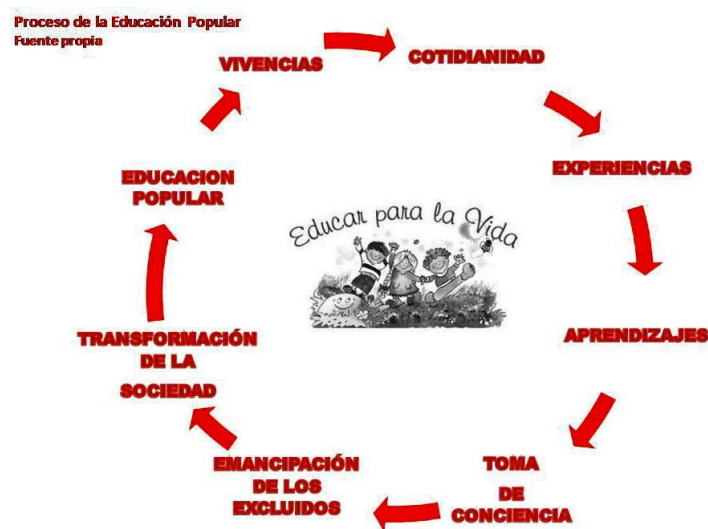 Proceso de la Educación Popular
Fuente propia
VIVENCIAS
COTIDIANIDAD
EXPERIENCIAS
APRENDIZAJES
TOMA
DE
CONCIENCIA
EMANCIPACIÓN
DE LOS
EXCLUIDOS
TRANSFORMACIÓN
DE LA
SOCIEDAD
EDUCACION
POPULAR
Educar para la Vida